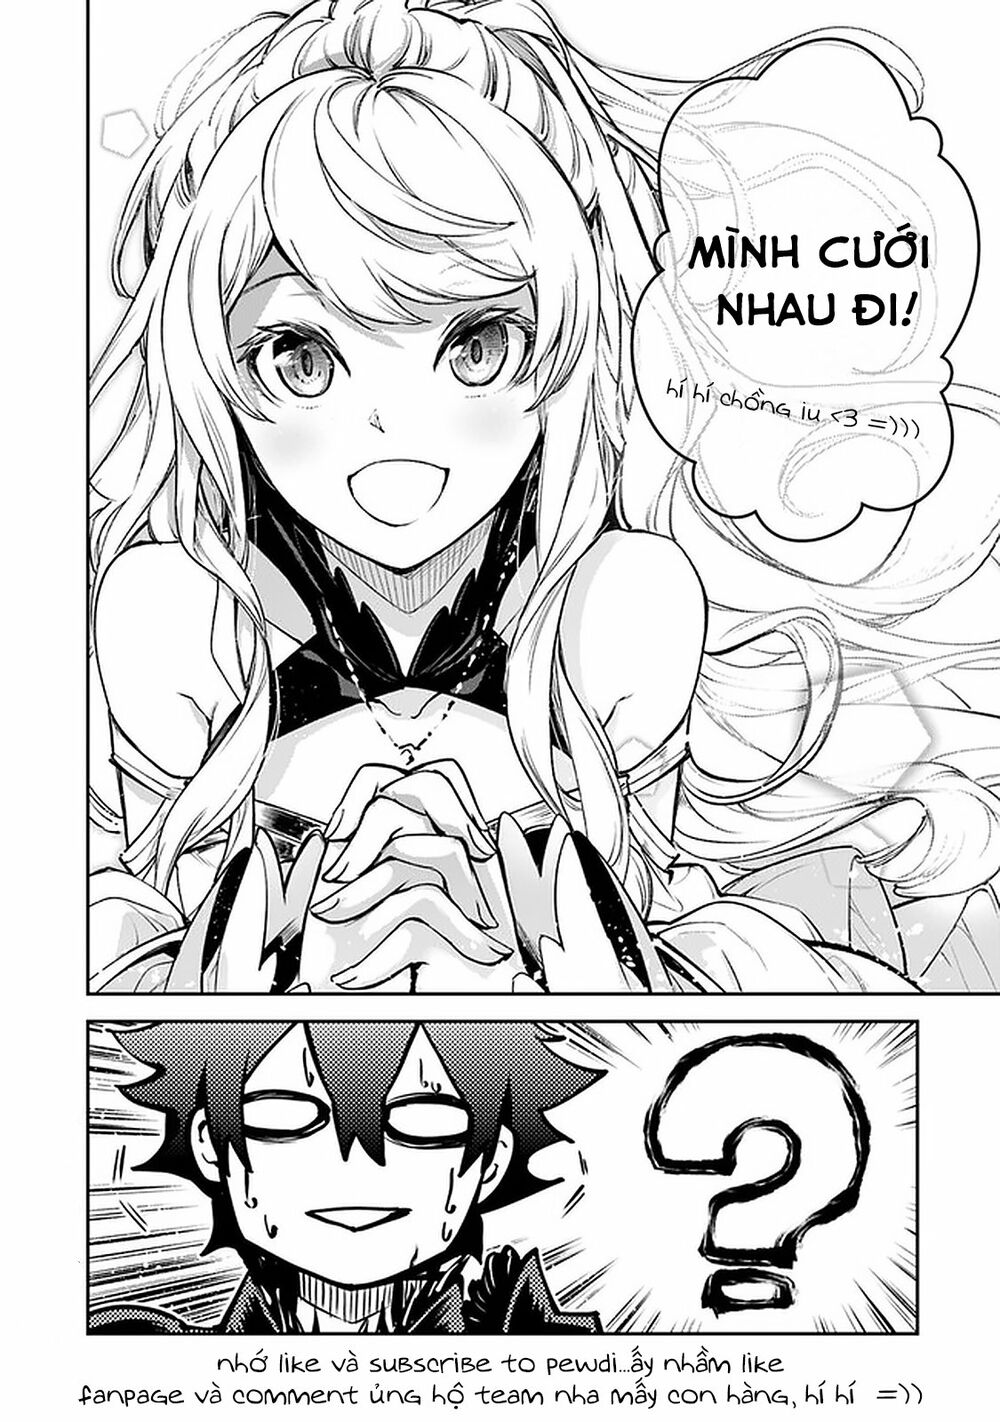 MÌNH CƯỚI
NHAU ĐI!
hí hí chồng iu <3 =)))
?
nhớ like và subscribe to pewdi...ấy nhầm like
fanpage và comment ủng hộ team nha mấy con hàng, hí hí =))